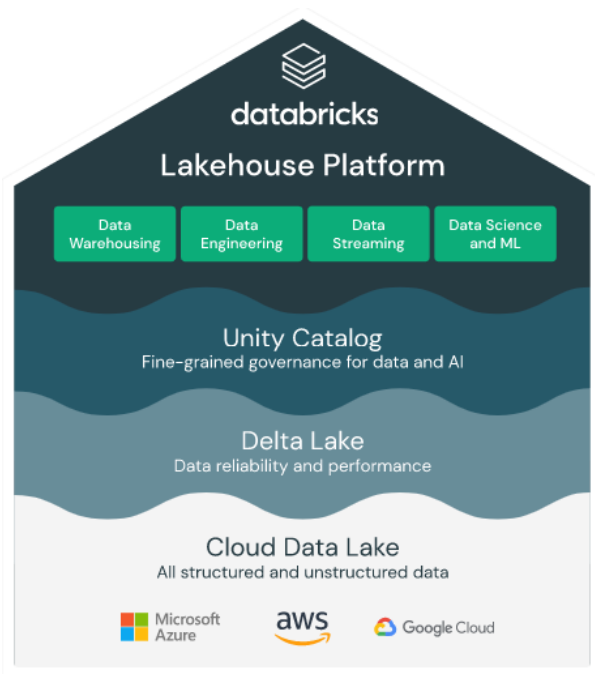 databricks
Lakehouse Platform
Data
Warehousing
Data
Engineering
Data
Streaming
Data Science
and ML
Unity Catalog
Fine-grained governance for data and AI
Delta Lake
Data reliability and performance
Cloud Data Lake
All structured and unstructured data
Microsoft
Azure
aws
Google Cloud